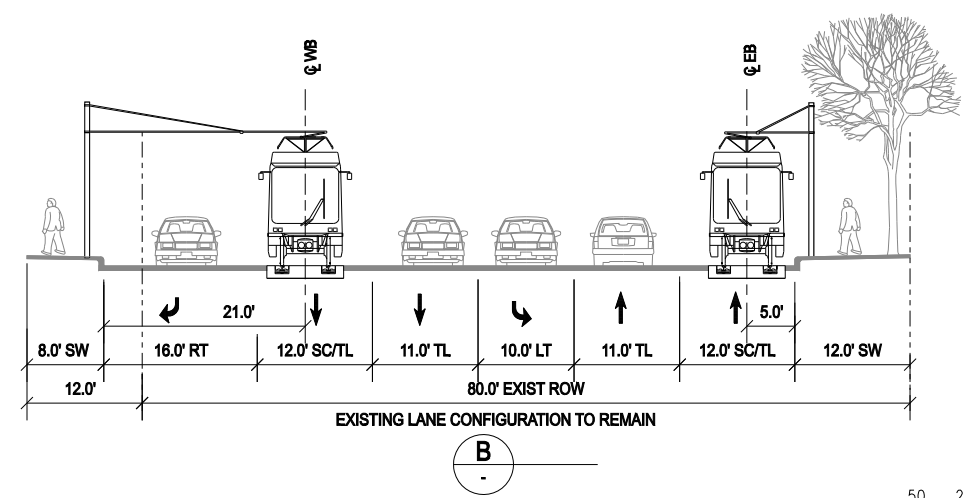 ℄ WB
℄ EB
21.0'
5.0'
8.0' SW
16.0' RT
12.0' SC/TL
11.0' TL
10.0' LT
11.0' TL
12.0' SC/TL
12.0' SW
12.0'
80.0' EXIST ROW
EXISTING LANE CONFIGURATION TO REMAIN
B
-
50 2